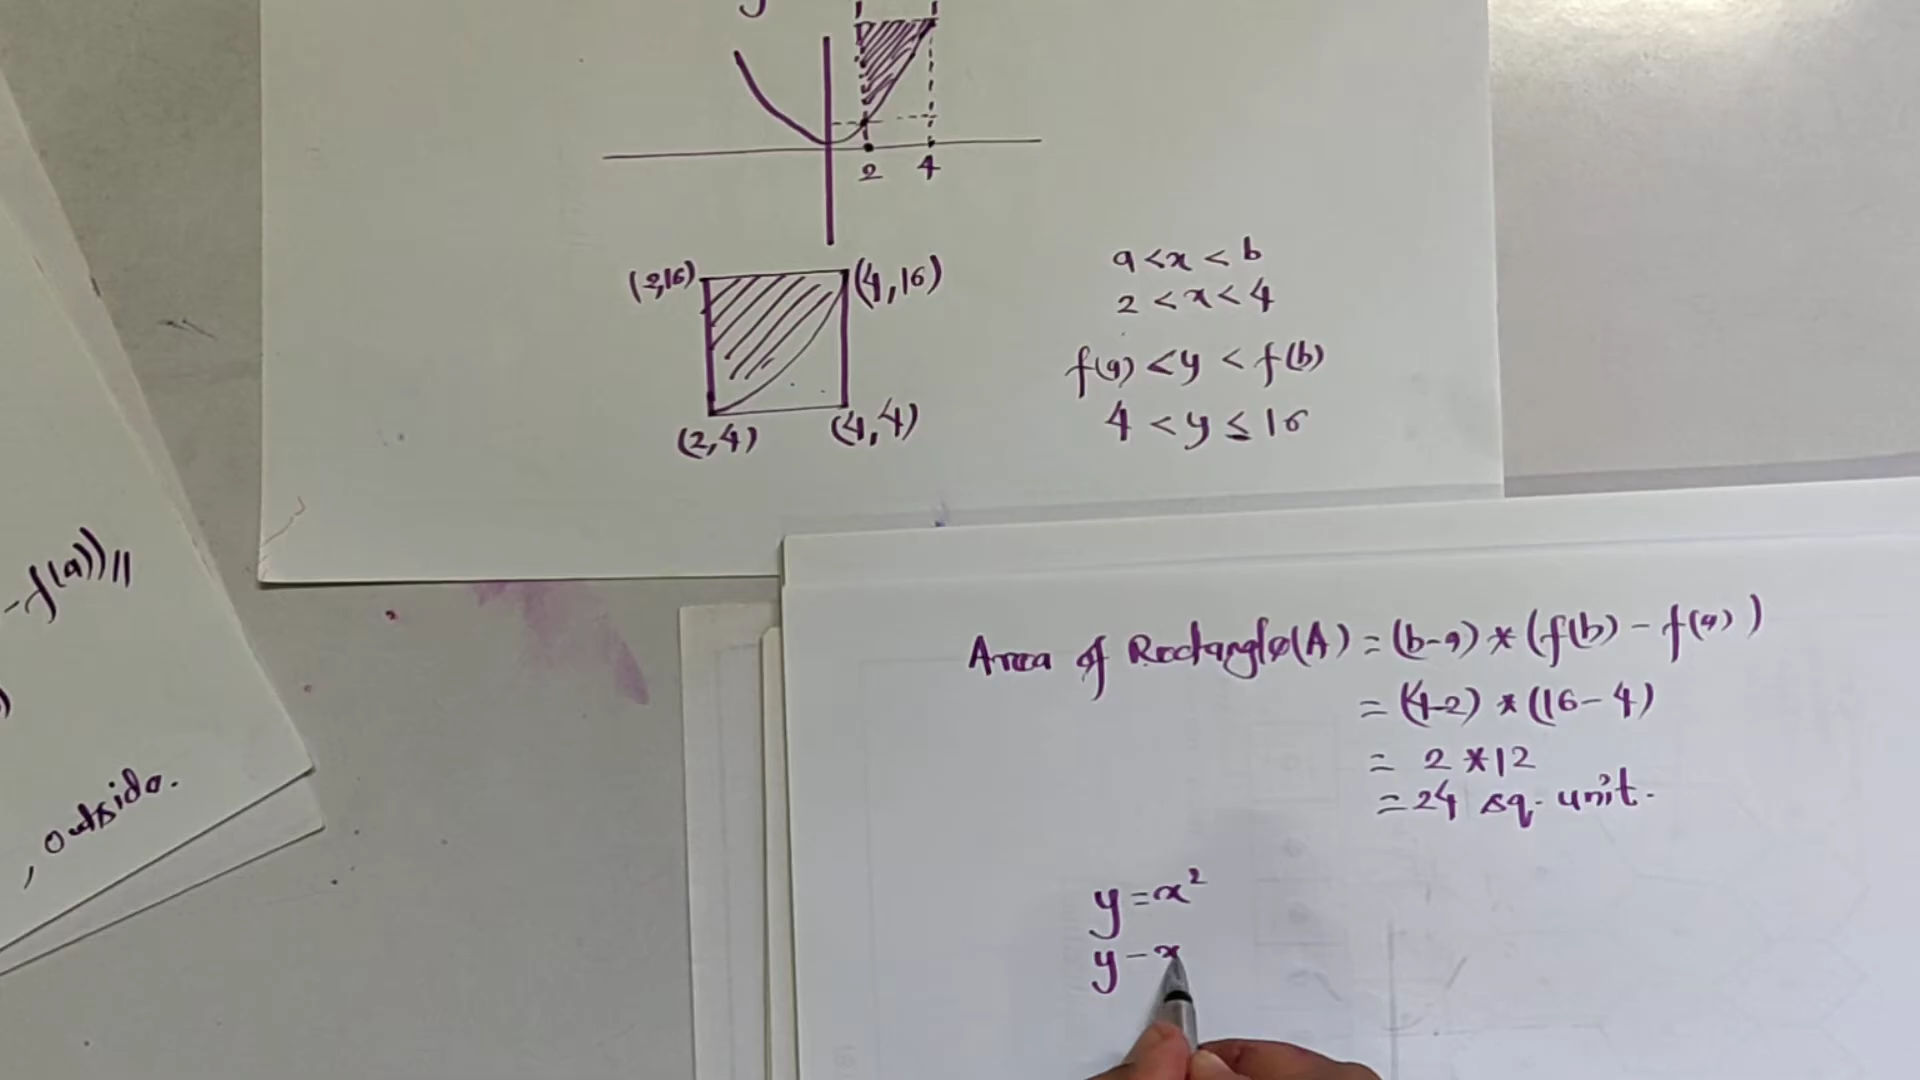 2 4
(2,16) (4,16)
(2,4) (4,4)
a < x < b
2 < x < 4
f(a) < y < f(b)
4 < y ≤ 16
- f(a))//
, outside.
Area of Rectangle(A) = (b-a) * (f(b) - f(a))
= (4-2) * (16-4)
= 2 * 12
= 24 sq. unit.
y = x²
y - x